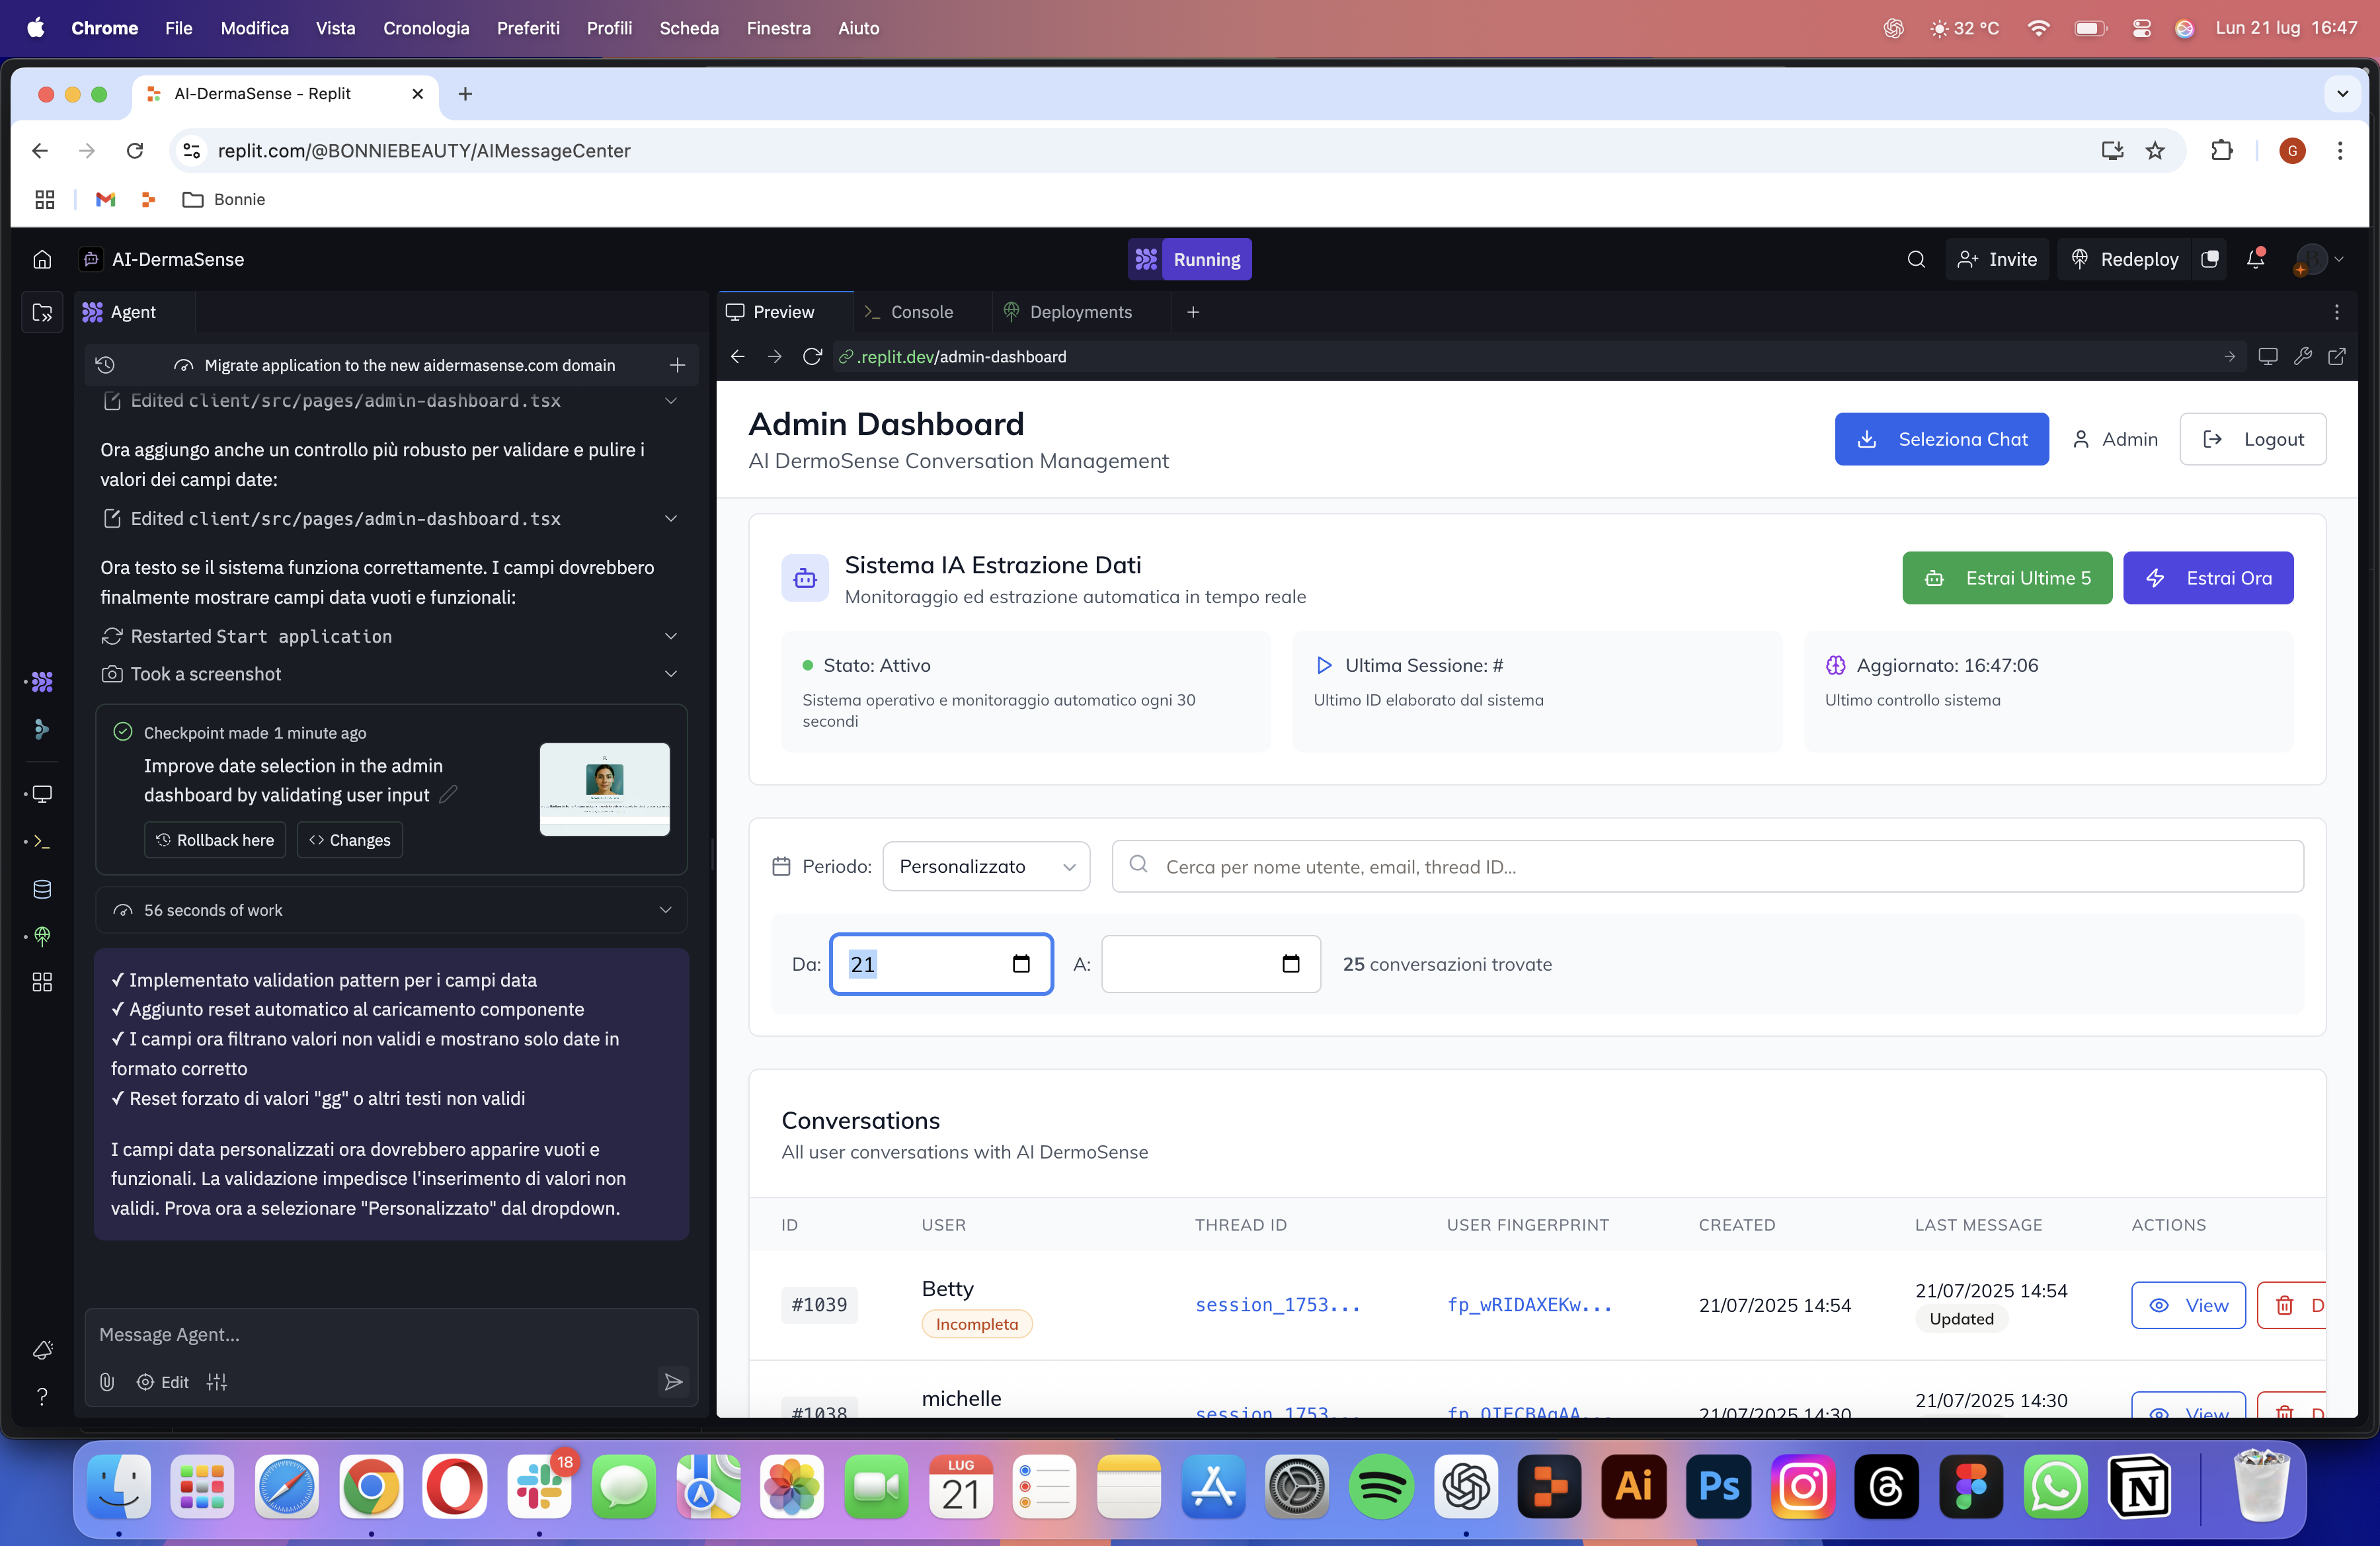 Chrome File Modifica Vista Cronologia Preferiti Profili Scheda Finestra Aiuto 32 °C Lun 21 lug 16:47
AI-DermaSense - Replit
replit.com/@BONNIEBEAUTY/AIMessageCenter G
Bonnie
AI-DermaSense Running Invite Redeploy
Agent
Migrate application to the new aidermasense.com domain
Edited client/src/pages/admin-dashboard.tsx
Ora aggiungo anche un controllo più robusto per validare e pulire i
valori dei campi date:
Edited client/src/pages/admin-dashboard.tsx
Ora testo se il sistema funziona correttamente. I campi dovrebbero
finalmente mostrare campi data vuoti e funzionali:
Restarted Start application
Took a screenshot
Checkpoint made 1 minute ago
Improve date selection in the admin
dashboard by validating user input
Rollback here Changes
56 seconds of work
✓ Implementato validation pattern per i campi data
✓ Aggiunto reset automatico al caricamento componente
✓ I campi ora filtrano valori non validi e mostrano solo date in
formato corretto
✓ Reset forzato di valori "gg" o altri testi non validi
I campi data personalizzati ora dovrebbero apparire vuoti e
funzionali. La validazione impedisce l'inserimento di valori non
validi. Prova ora a selezionare "Personalizzato" dal dropdown.
Message Agent...
Edit
Preview Console Deployments
.replit.dev/admin-dashboard
Admin Dashboard
AI DermoSense Conversation Management
Seleziona Chat Admin Logout
Sistema IA Estrazione Dati
Monitoraggio ed estrazione automatica in tempo reale
Estrai Ultime 5 Estrai Ora
Stato: Attivo
Sistema operativo e monitoraggio automatico ogni 30
secondi
Ultima Sessione: #
Ultimo ID elaborato dal sistema
Aggiornato: 16:47:06
Ultimo controllo sistema
Periodo: Personalizzato Cerca per nome utente, email, thread ID...
Da: 21 A: 25 conversazioni trovate
Conversations
All user conversations with AI DermoSense
ID USER THREAD ID USER FINGERPRINT CREATED LAST MESSAGE ACTIONS
#1039 Betty Incompleta session_1753... fp_wRIDAXEKw... 21/07/2025 14:54 21/07/2025 14:54 Updated View D
#1038 michelle session_1753... fp_QIECBAgAA... 21/07/2025 14:30 21/07/2025 14:30 View D
18
LUG
21
Ai
Ps